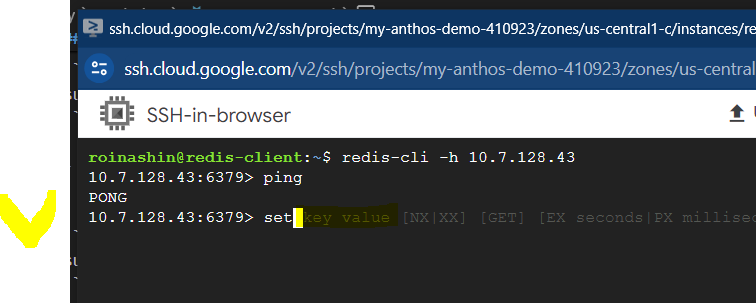 ssh.cloud.google.com/v2/ssh/projects/my-anthos-demo-410923/zones/us-central1-c/instances/re
ssh.cloud.google.com/v2/ssh/projects/my-anthos-demo-410923/zones/us-central
SSH-in-browser
roinashin@redis-client:~$ redis-cli -h 10.7.128.43
10.7.128.43:6379> ping
PONG
10.7.128.43:6379> set key value [NX|XX] [GET] [EX seconds|PX millisec